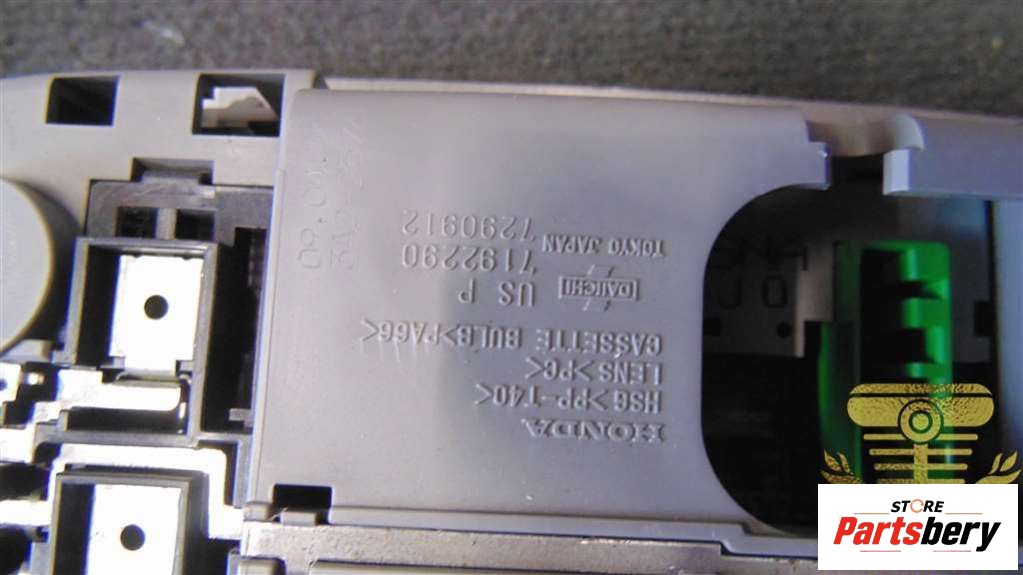 HONDA
HSG>PP-T40<
LENS>PC<
CASSETTE BULB>PA66<
DAIICHI US P
7192290
TOKYO JAPAN 7290912
STORE
Partsbery